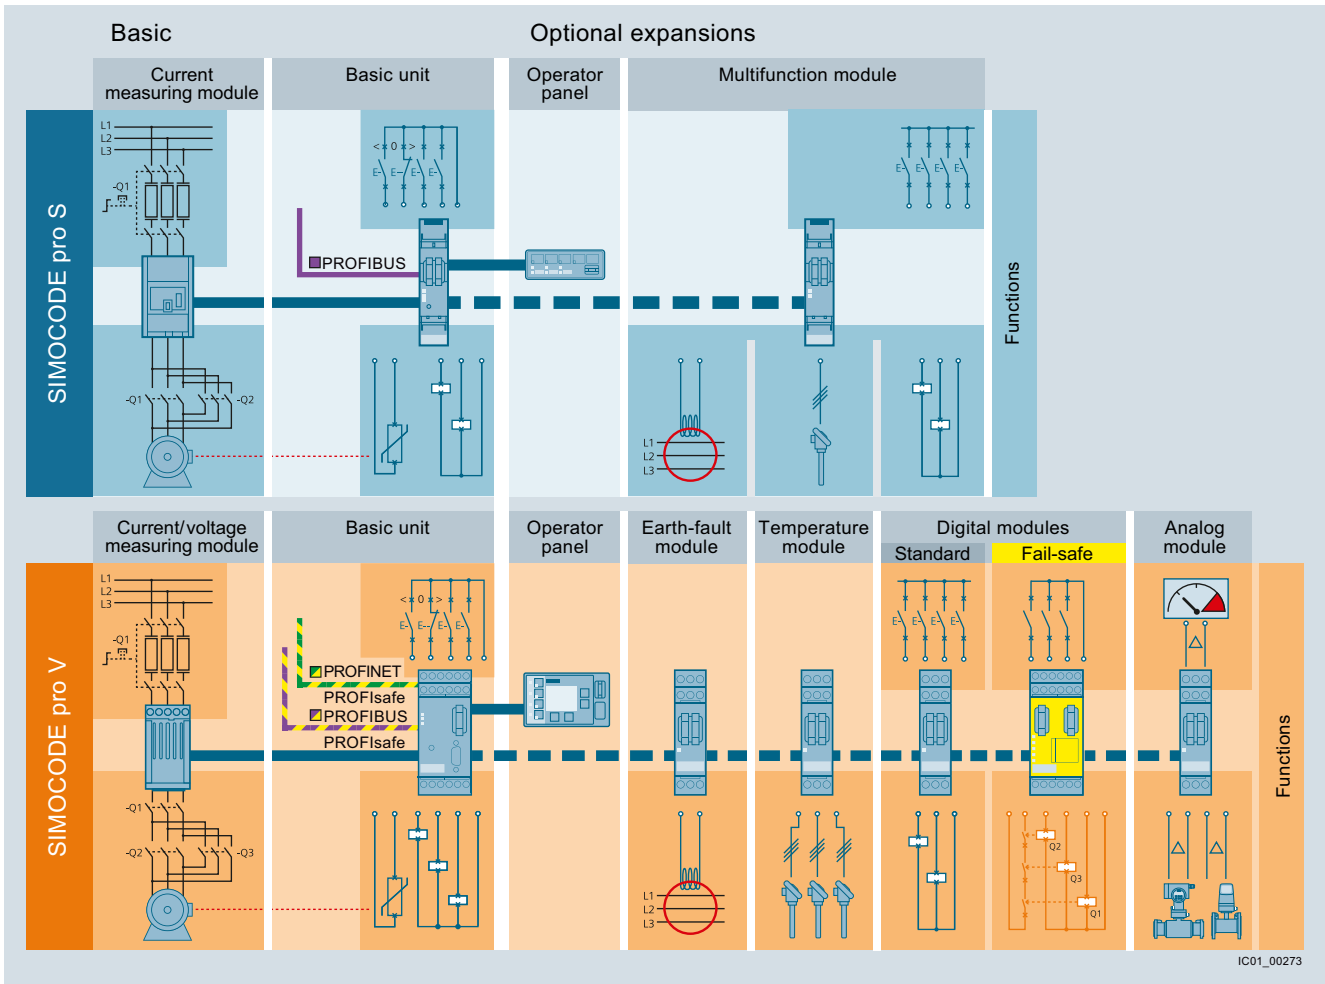 Basic
Optional expansions
Current
measuring module
Basic unit
Operator
panel
Multifunction module
SIMOCODE pro S
L1
L2
L3
-Q1
< 0 >
E- E- E- E-
E- E- E- E-
PROFIBUS
Functions
-Q1
-Q2
L1
L2
L3
Current/voltage
measuring module
Basic unit
Operator
panel
Earth-fault
module
Temperature
module
Digital modules
Standard
Fail-safe
Analog
module
SIMOCODE pro V
L1
L2
L3
-Q1
< 0 >
E- E- E- E-
E- E- E- E-
PROFINET
PROFIsafe
PROFIBUS
PROFIsafe
Functions
-Q1
-Q2
-Q3
L1
L2
L3
Q2
Q3
Q1
IC01_00273